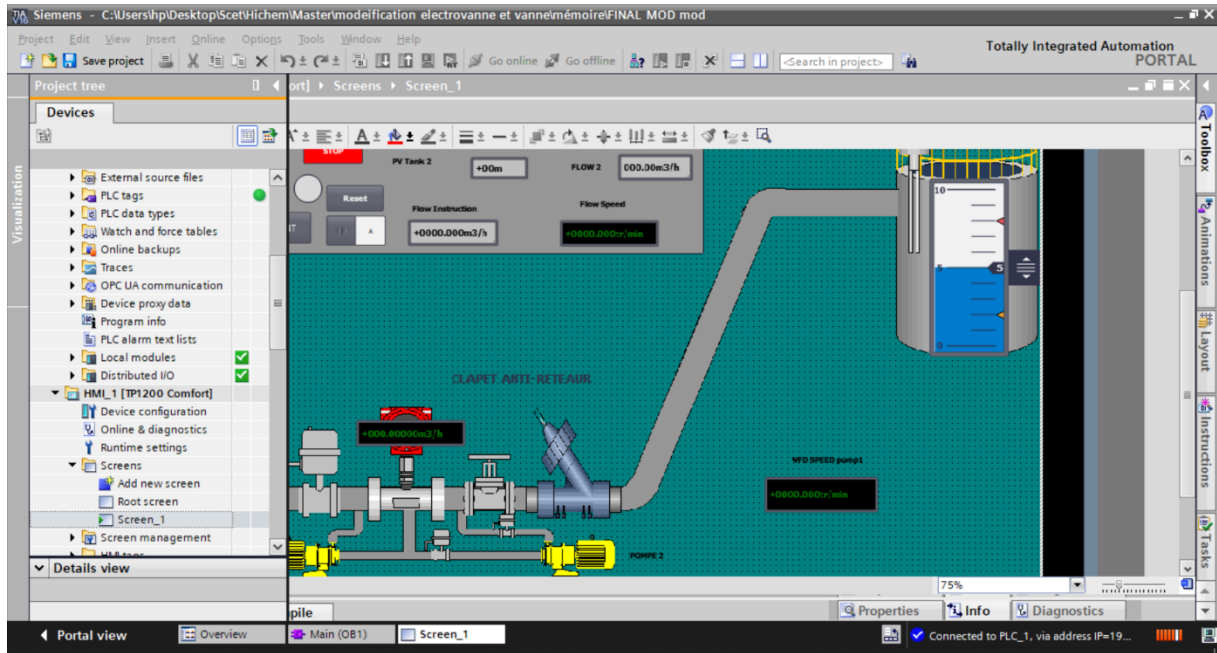 Siemens - C:\Users\hp\Desktop\Scet\Hichem\Master\modeification electrovanne et vanne\mémoire\FINAL MOD mod
Project Edit View Insert Online Options Tools Window Help
Totally Integrated Automation
PORTAL
Save project Go online Go offline <Search in project>
Project tree
ort] Screens Screen_1
Devices
Visualization
External source files
PLC tags
PLC data types
Watch and force tables
Online backups
Traces
OPC UA communication
Device proxy data
Program info
PLC alarm text lists
Local modules
Distributed I/O
HMI_1 [TP1200 Comfort]
Device configuration
Online & diagnostics
Runtime settings
Screens
Add new screen
Root screen
Screen_1
Screen management
HMI tags
Details view
STOP
PV Tank 2
+00m
FLOW 2
000.00m3/h
Reset
Flow Instruction
+0000.000m3/h
Flow Speed
+0000.000tr/min
10
5
5
0
CLAPET ANTI-RETEAUR
+000.00000m3/h
VFD SPEED pump1
+0000.000tr/min
POMPE 2
75%
Toolbox
Animations
Layout
Instructions
Tasks
pile
Properties Info Diagnostics
Portal view Overview Main (OB1) Screen_1
Connected to PLC_1, via address IP=19...